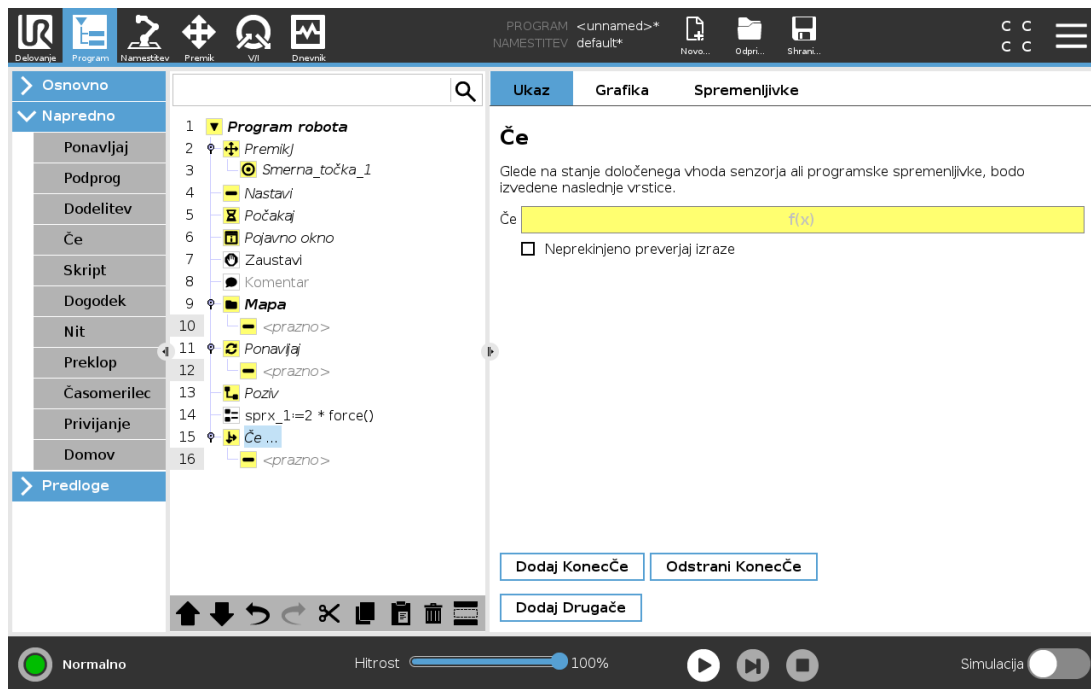 PROGRAM <unnamed>*
NAMESTITEV default*
UR
Delovanje
Program
Namestitev
Premik
V/I
Dnevnik
Novo...
Odpri...
Shrani...
C C
C C
Osnovno
Napredno
Ponavljaj
Podprog
Dodelitev
Če
Skript
Dogodek
Nit
Preklop
Časomerilec
Privijanje
Domov
Predloge
1 Program robota
2 PremikJ
3 Smerna_točka_1
4 Nastavi
5 Počakaj
6 Pojavno okno
7 Zaustavi
8 Komentar
9 Mapa
10 <prazno>
11 Ponavljaj
12 <prazno>
13 Poziv
14 sprx_1:=2 * force()
15 Če ...
16 <prazno>
Ukaz
Grafika
Spremenljivke
Če
Glede na stanje določenega vhoda senzorja ali programske spremenljivke, bodo
izvedene naslednje vrstice.
Če f(x)
Neprekinjeno preverjaj izraze
Dodaj KonecČe
Odstrani KonecČe
Dodaj Drugače
Normalno
Hitrost 100%
Simulacija